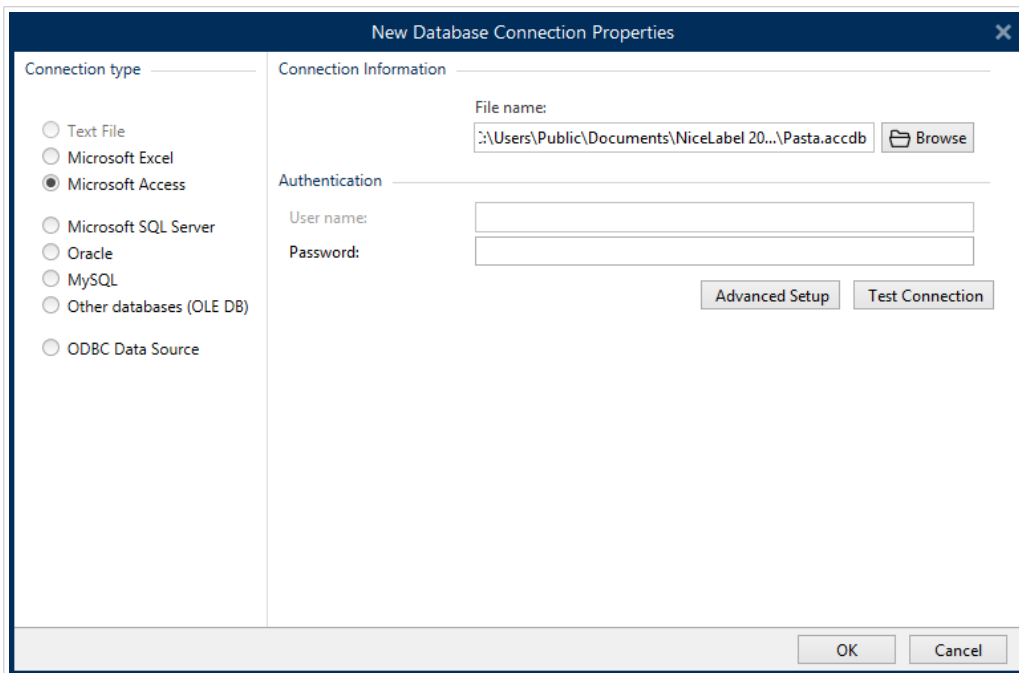 New Database Connection Properties
Connection type
Text File
Microsoft Excel
Microsoft Access
Microsoft SQL Server
Oracle
MySQL
Other databases (OLE DB)
ODBC Data Source
Connection Information
File name:
:\Users\Public\Documents\NiceLabel 20...\Pasta.accdb Browse
Authentication
User name:
Password:
Advanced Setup Test Connection
OK Cancel